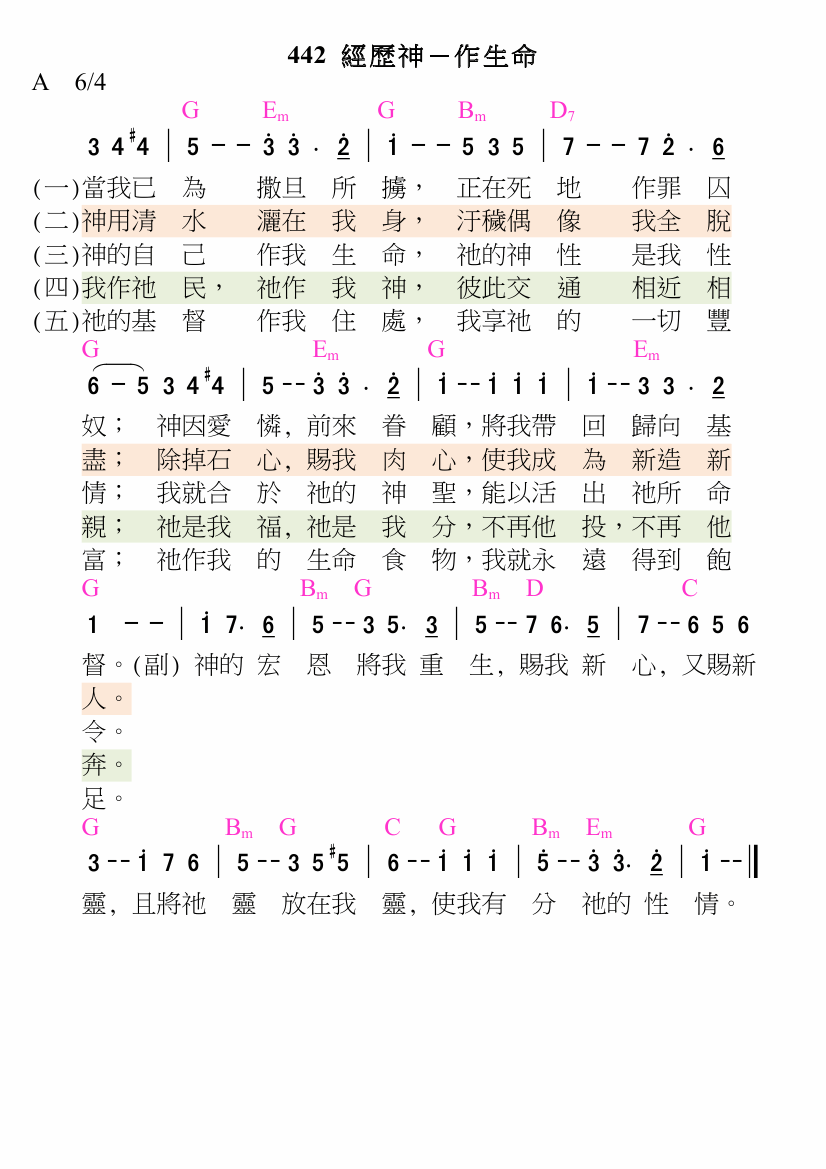 442 經歷神－作生命
A 6/4
G Em G Bm D7
3 4 #4 | 5 - - 3̇ 3̇ . 2̇ | 1̇ - - 5 3 5 | 7 - - 7 2̇ . 6
(一)當我已 為 撒旦 所 擄， 正在死 地 作罪 囚
(二)神用清 水 灑在 我 身， 汙穢偶 像 我全 脫
(三)神的自 己 作我 生 命， 祂的神 性 是我 性
(四)我作祂 民， 祂作 我 神， 彼此交 通 相近 相
(五)祂的基 督 作我 住 處， 我享祂 的 一切 豐
G Em G Em
6 - 5 3 4 #4 | 5 -- 3̇ 3̇ . 2̇ | 1̇ -- 1̇ 1̇ 1̇ | 1̇ -- 3 3 . 2
奴； 神因愛 憐, 前來 眷 顧，將我帶 回 歸向 基
盡； 除掉石 心, 賜我 肉 心，使我成 為 新造 新
情； 我就合 於 祂的 神 聖，能以活 出 祂所 命
親； 祂是我 福, 祂是 我 分，不再他 投，不再 他
富； 祂作我 的 生命 食 物，我就永 遠 得到 飽
G Bm G Bm D C
1 - - | 1̇ 7. 6 | 5 -- 3 5. 3 | 5 -- 7 6. 5 | 7 -- 6 5 6
督。(副) 神的 宏 恩 將我 重 生, 賜我 新 心, 又賜新
人。
令。
奔。
足。
G Bm G C G Bm Em G
3 -- 1̇ 7 6 | 5 -- 3 5 #5 | 6 -- 1̇ 1̇ 1̇ | 5̇ -- 3̇ 3̇. 2̇ | 1̇ -- ‖
靈, 且將祂 靈 放在我 靈, 使我有 分 祂的 性 情。